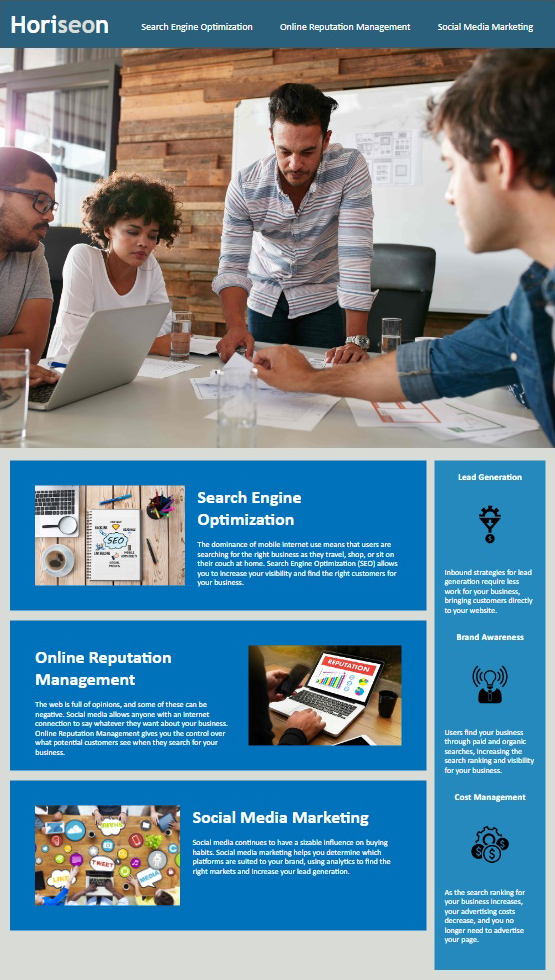 Horiseon
Search Engine Optimization
Online Reputation Management
Social Media Marketing
SEO
Search Engine
Optimization
The dominance of mobile internet use means that users are
searching for the right business as they travel, shop, or sit on
their couch at home. Search Engine Optimization (SEO) allows
you to increase your visibility and find the right customers for
your business.
Online Reputation
Management
The web is full of opinions, and some of these can be
negative. Social media allows anyone with an internet
connection to say whatever they want about your business.
Online Reputation Management gives you the control over
what potential customers see when they search for your
business.
REPUTATION
TWEET
LIKE
MEDIA
Social Media Marketing
Social media continues to have a sizable influence on buying
habits. Social media marketing helps you determine which
platforms are suited to your brand, using analytics to find the
right markets and increase your lead generation.
Lead Generation
Inbound strategies for lead
generation require less
work for your business,
bringing customers directly
to your website.
Brand Awareness
Users find your business
through paid and organic
searches, increasing the
search ranking and visibility
for your business.
Cost Management
As the search ranking for
your business increases,
your advertising costs
decrease, and you no
longer need to advertise
your page.